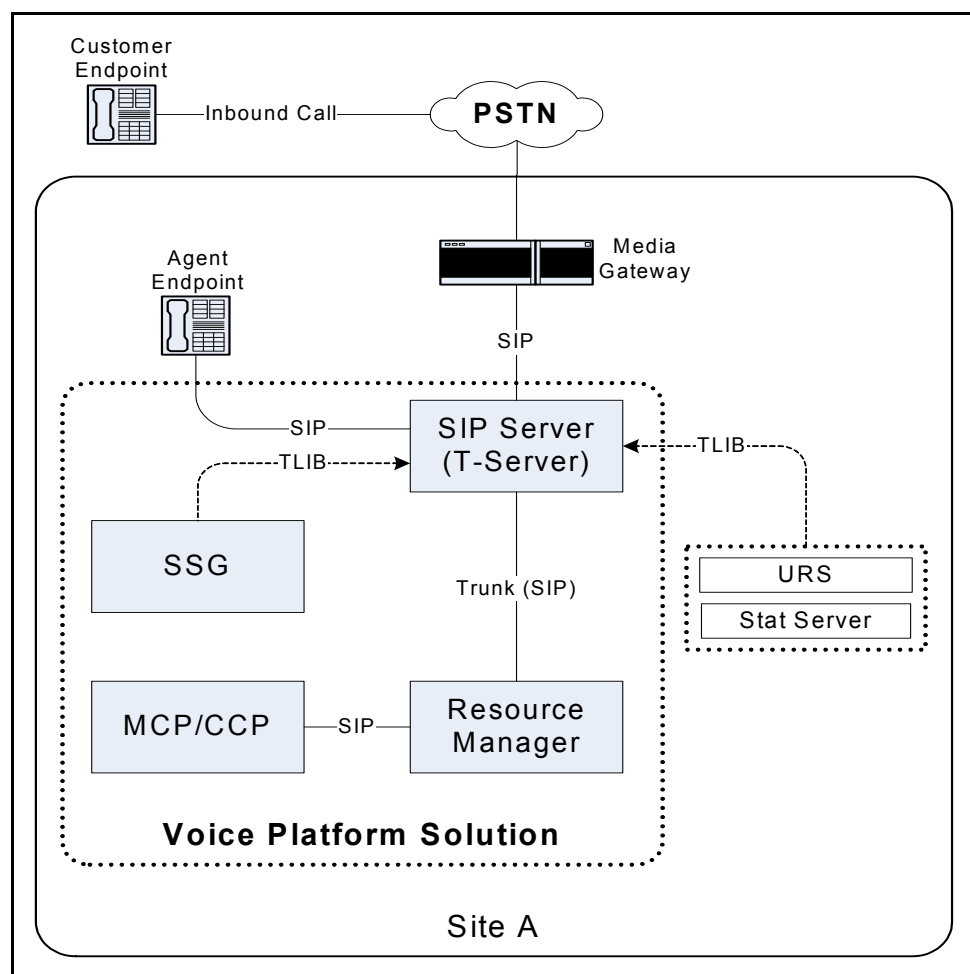 Customer
Endpoint
Inbound Call
PSTN
Media
Gateway
Agent
Endpoint
SIP
SIP
SIP Server
(T-Server)
TLIB
TLIB
SSG
URS
Stat Server
Trunk (SIP)
MCP/CCP
SIP
Resource
Manager
Voice Platform Solution
Site A